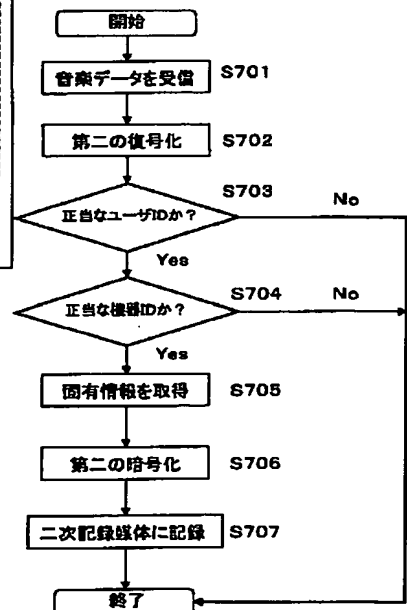 開始
音楽データを受信 S701
第二の復号化 S702
S703
正当なユーザIDか？
No
Yes
S704
正当な機器IDか？
No
Yes
固有情報を取得 S705
第二の暗号化 S706
二次記録媒体に記録 S707
終了